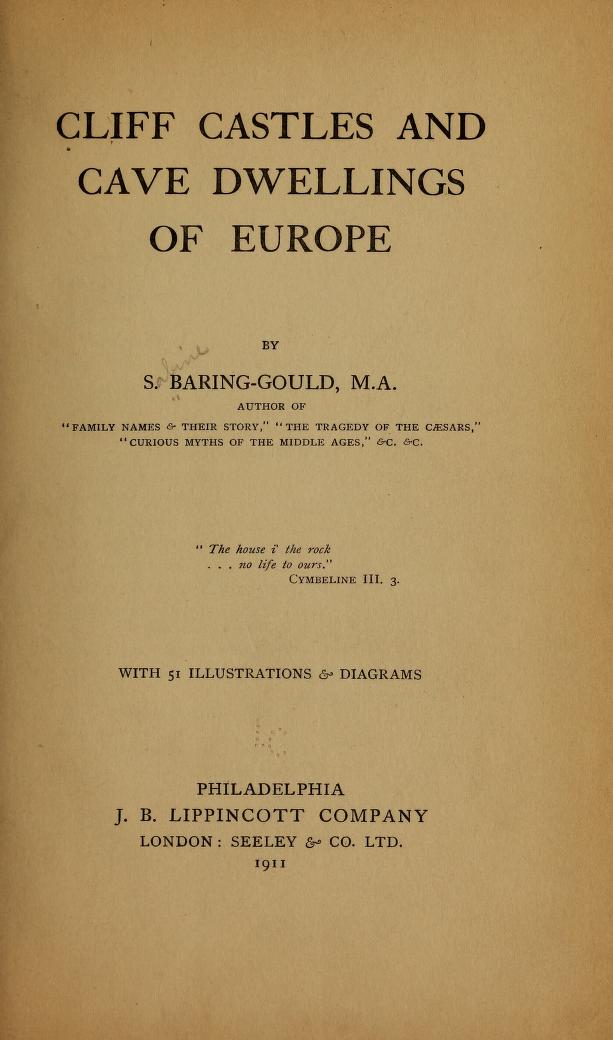 CLIFF CASTLES AND
CAVE DWELLINGS
OF EUROPE
BY
abine
S. BARING-GOULD, M.A.
AUTHOR OF
"FAMILY NAMES & THEIR STORY," "THE TRAGEDY OF THE CÆSARS,"
"CURIOUS MYTHS OF THE MIDDLE AGES," &C. &C.
"The house i' the rock
. . . no life to ours."
CYMBELINE III. 3.
WITH 51 ILLUSTRATIONS & DIAGRAMS
PHILADELPHIA
J. B. LIPPINCOTT COMPANY
LONDON: SEELEY & CO. LTD.
1911